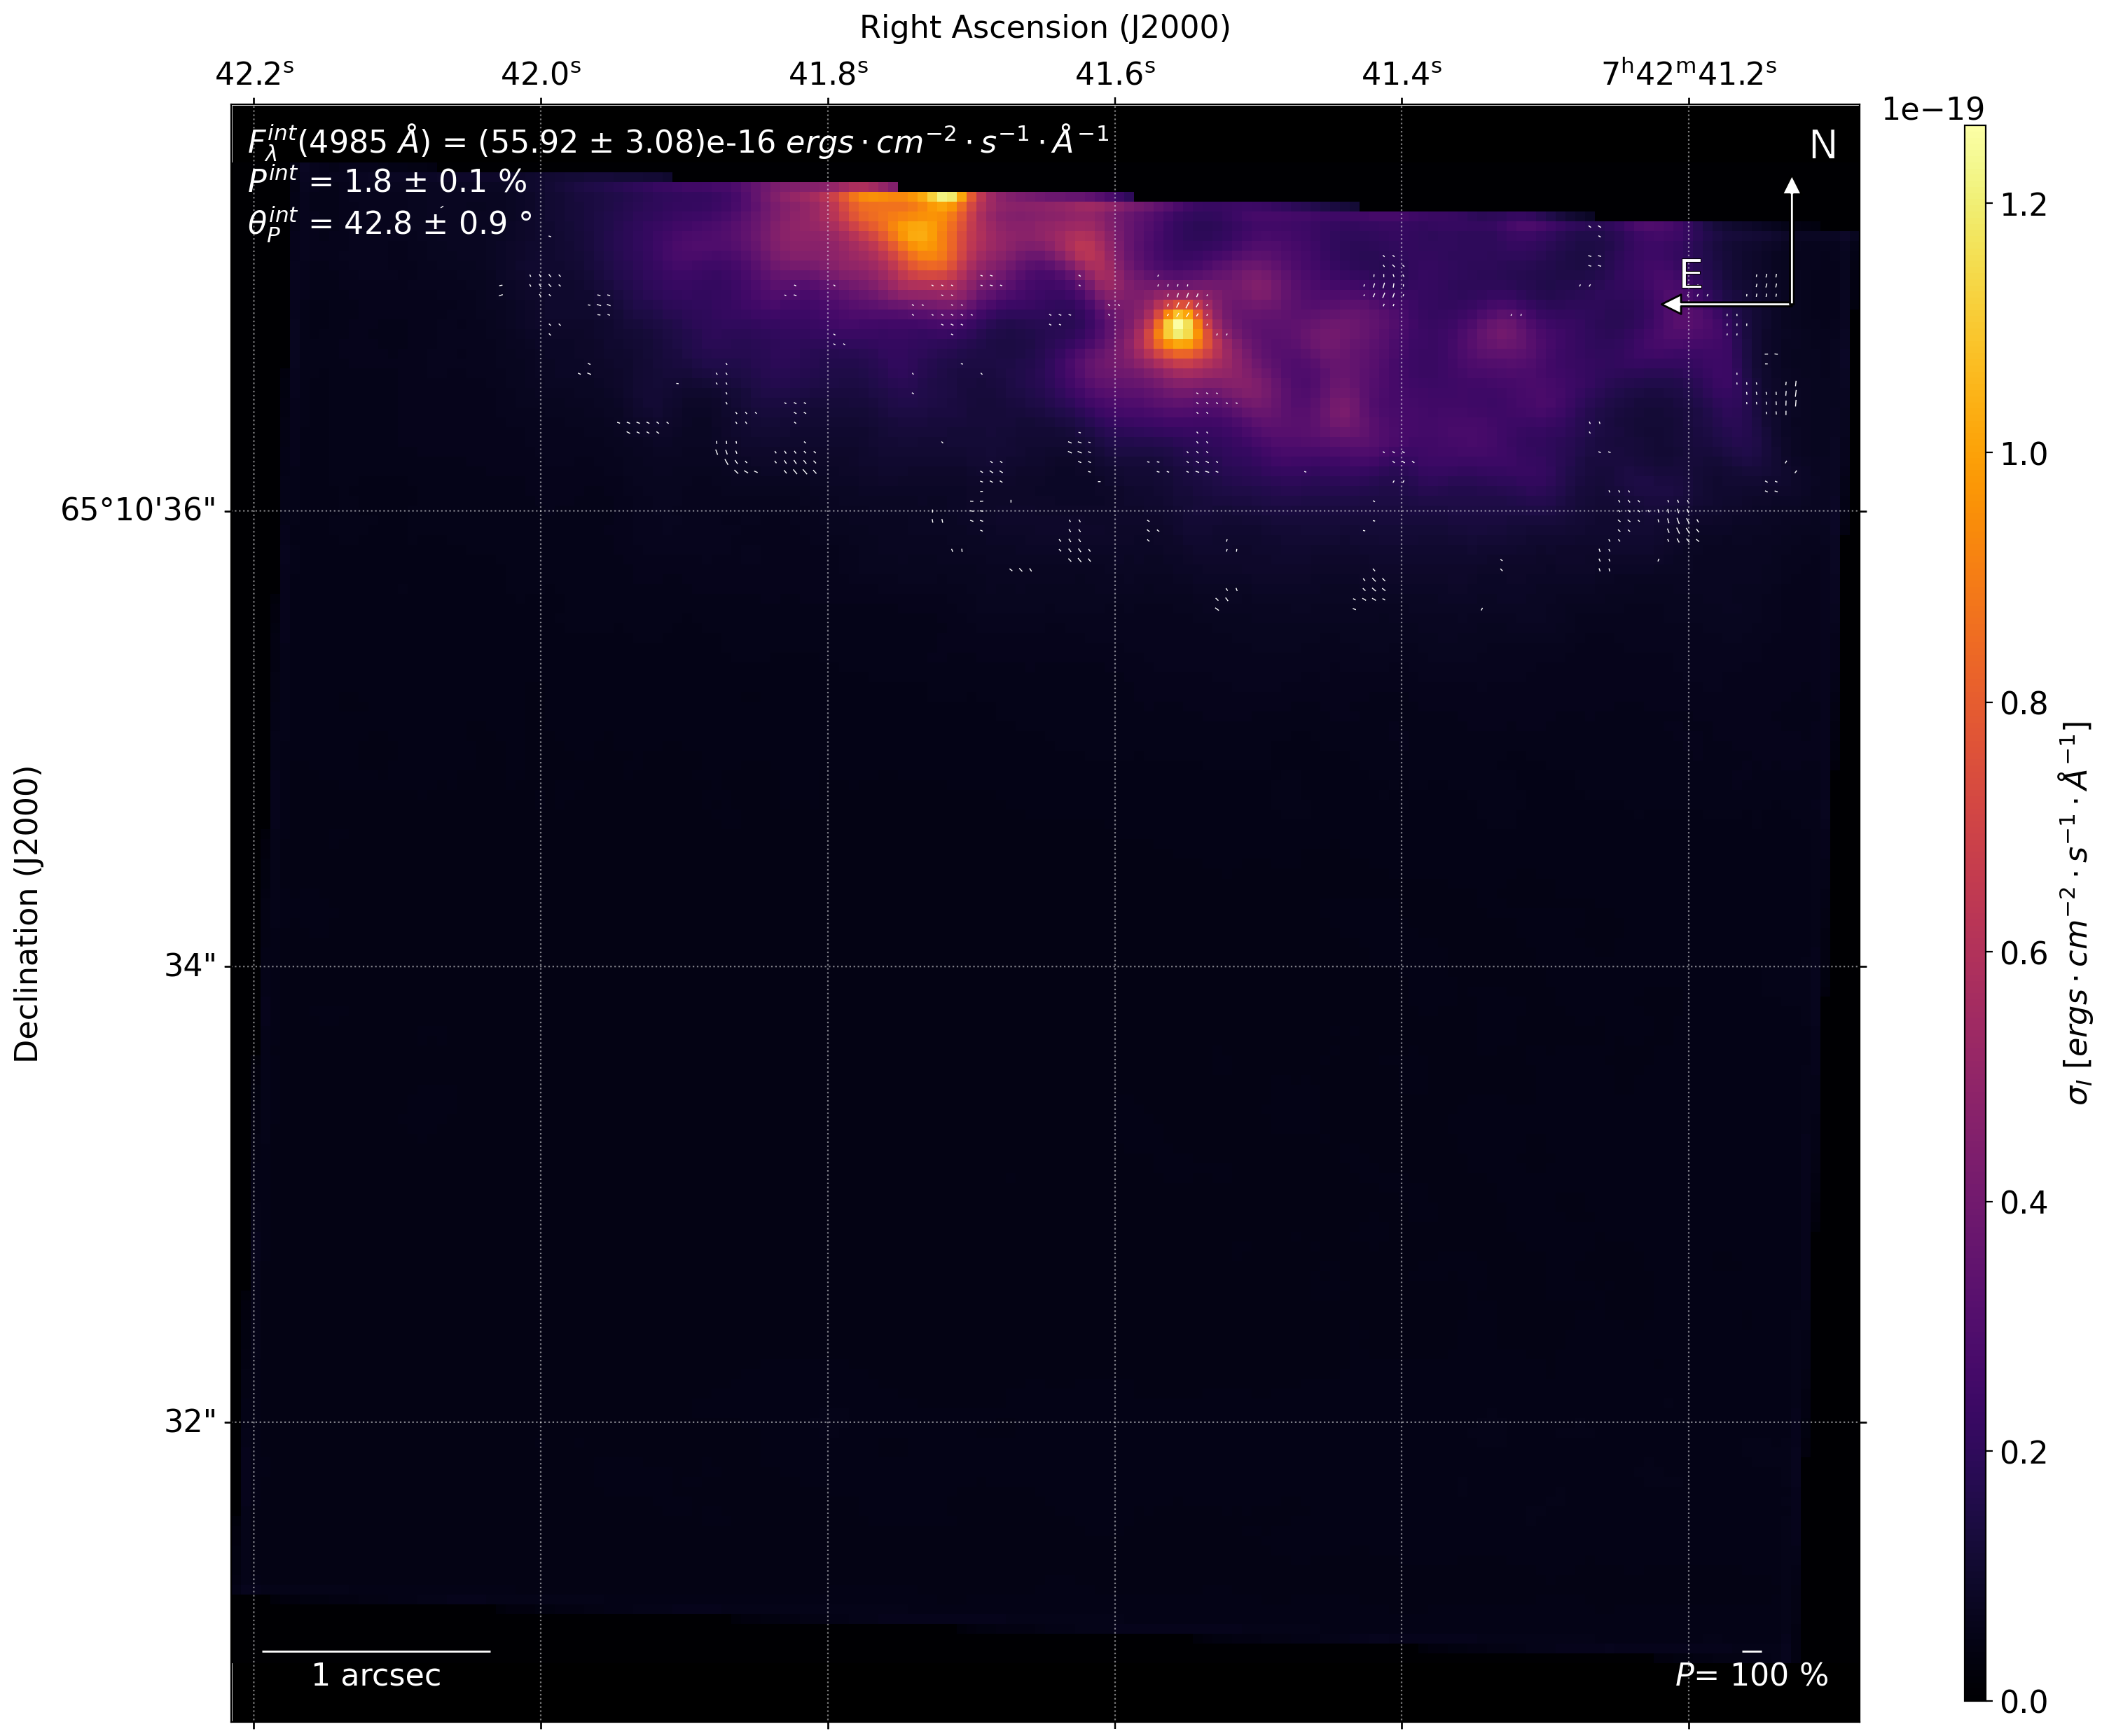 Right Ascension (J2000)
42.2ˢ 42.0ˢ 41.8ˢ 41.6ˢ 41.4ˢ 7ʰ42ᵐ41.2ˢ
1e−19
F_λ^int(4985 Å) = (55.92 ± 3.08)e-16 ergs · cm⁻² · s⁻¹ · Å⁻¹
P^int = 1.8 ± 0.1 %
θ_P^int = 42.8 ± 0.9 °
N
E
65°10'36"
34"
32"
Declination (J2000)
1 arcsec
P= 100 %
1.2
1.0
0.8
0.6
0.4
0.2
0.0
σ_I [ergs · cm⁻² · s⁻¹ · Å⁻¹]